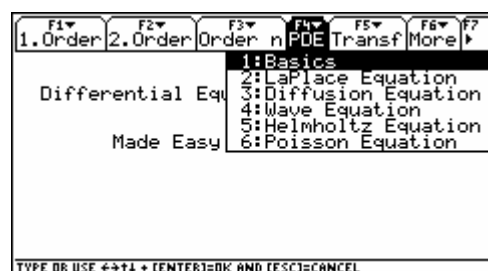 F1▾ F2▾ F3▾ F4▾ F5▾ F6▾ F7
1.Order 2.Order Order n PDE Transf More ▸
1:Basics
2:LaPlace Equation
Differential Equ 3:Diffusion Equation
4:Wave Equation
5:Helmholtz Equation
Made Easy 6:Poisson Equation
TYPE OR USE ←→↑↓ + [ENTER]=OK AND [ESC]=CANCEL